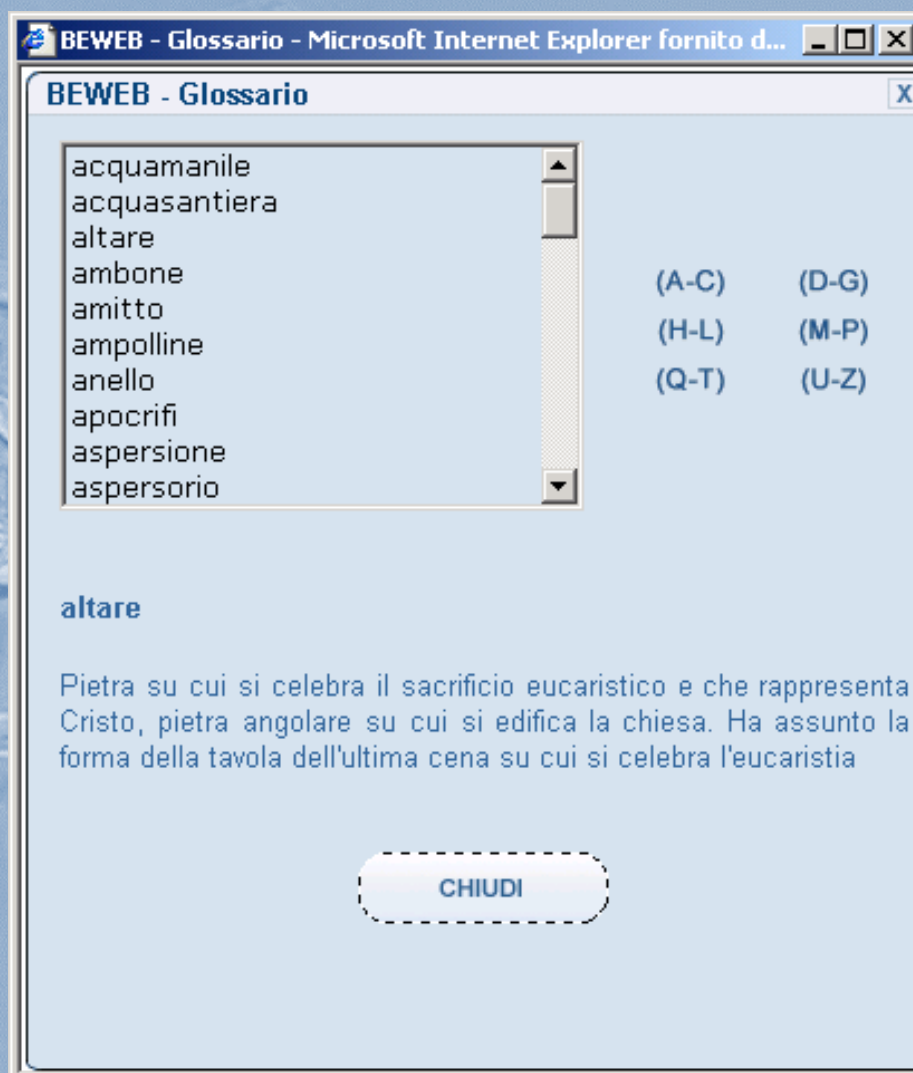 BEWEB - Glossario - Microsoft Internet Explorer fornito d...
BEWEB - Glossario
X
acquamanile
acquasantiera
altare
ambone
amitto
ampolline
anello
apocrifi
aspersione
aspersorio
(A-C) (D-G)
(H-L) (M-P)
(Q-T) (U-Z)
altare
Pietra su cui si celebra il sacrificio eucaristico e che rappresenta
Cristo, pietra angolare su cui si edifica la chiesa. Ha assunto la
forma della tavola dell'ultima cena su cui si celebra l'eucaristia
CHIUDI